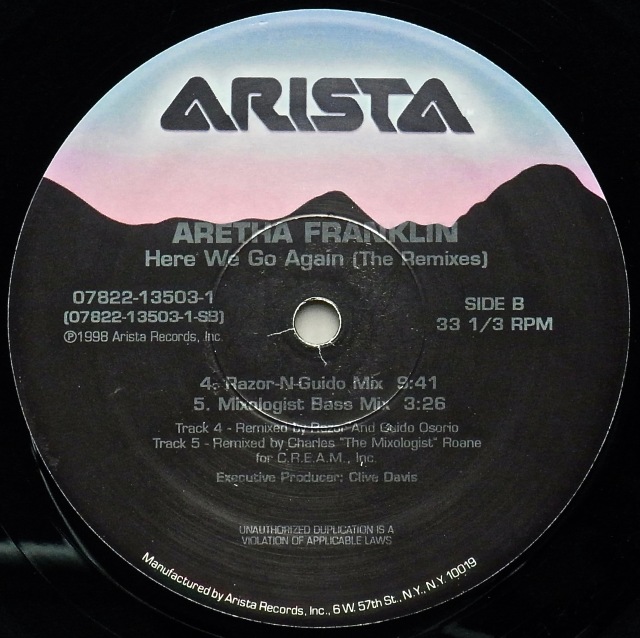 ARISTA
ARETHA FRANKLIN
Here We Go Again (The Remixes)
07822-13503-1
(07822-13503-1-SB)
℗1998 Arista Records, Inc.
SIDE B
33 1/3 RPM
4. Razor-N-Guido Mix 9:41
5. Mixologist Bass Mix 3:26
Track 4 - Remixed by Razor And Guido Osorio
Track 5 - Remixed by Charles "The Mixologist" Roane
for C.R.E.A.M., Inc.
Executive Producer: Clive Davis
UNAUTHORIZED DUPLICATION IS A
VIOLATION OF APPLICABLE LAWS
Manufactured by Arista Records, Inc., 6 W. 57th St., N.Y., N.Y. 10019